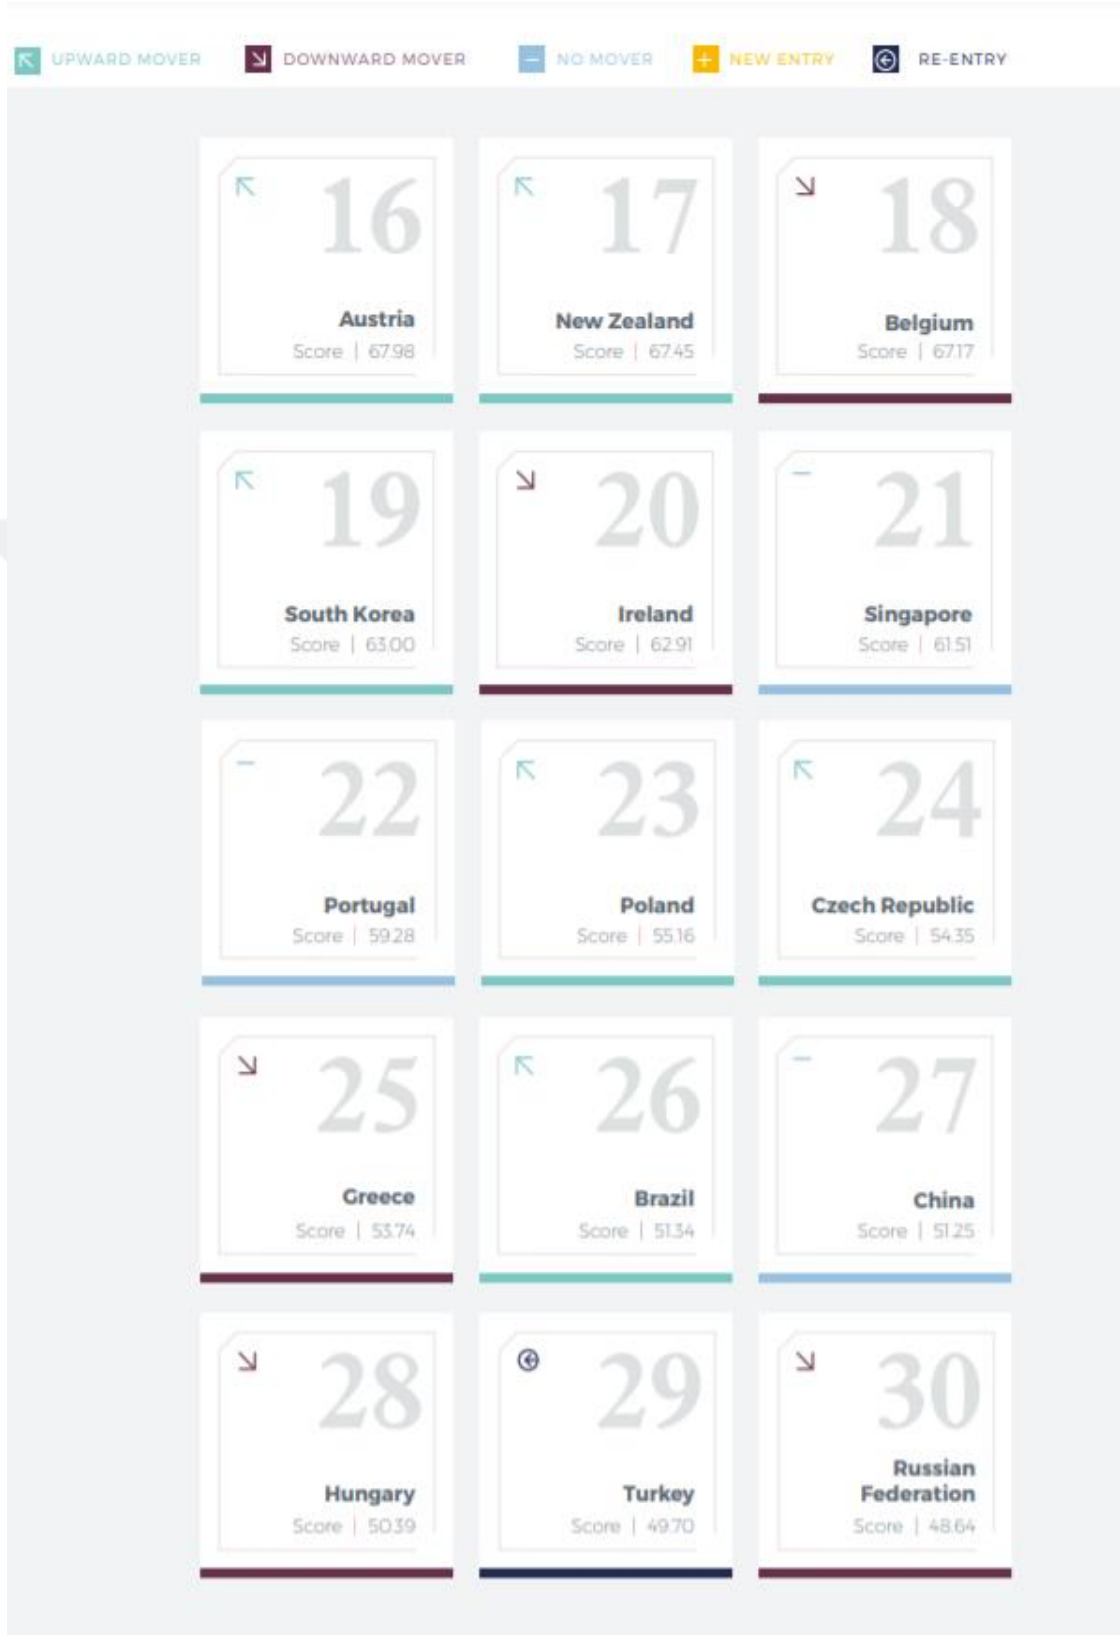 UPWARD MOVER DOWNWARD MOVER NO MOVER NEW ENTRY RE-ENTRY
16
Austria
Score | 67.98
17
New Zealand
Score | 67.45
18
Belgium
Score | 67.17
19
South Korea
Score | 63.00
20
Ireland
Score | 62.91
21
Singapore
Score | 61.51
22
Portugal
Score | 59.28
23
Poland
Score | 55.16
24
Czech Republic
Score | 54.35
25
Greece
Score | 53.74
26
Brazil
Score | 51.34
27
China
Score | 51.25
28
Hungary
Score | 50.39
29
Turkey
Score | 49.70
30
Russian
Federation
Score | 48.64